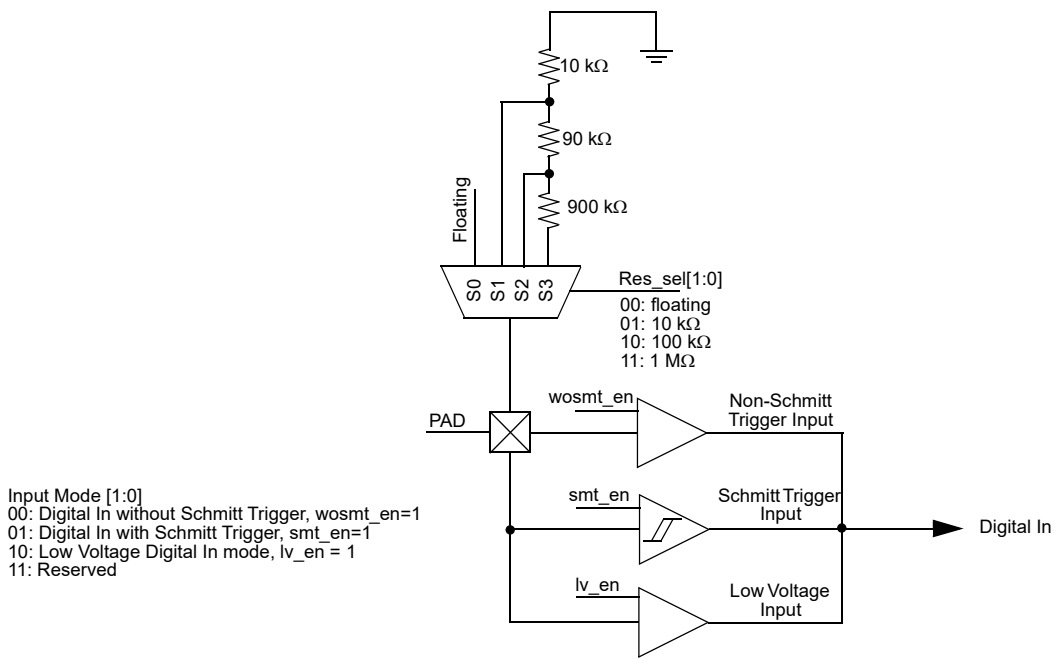 10 kΩ
90 kΩ
900 kΩ
Floating
S0
S1
S2
S3
Res_sel[1:0]
00: floating
01: 10 kΩ
10: 100 kΩ
11: 1 MΩ
PAD
wosmt_en
Non-Schmitt
Trigger Input
Input Mode [1:0]
00: Digital In without Schmitt Trigger, wosmt_en=1
01: Digital In with Schmitt Trigger, smt_en=1
10: Low Voltage Digital In mode, lv_en = 1
11: Reserved
smt_en
Schmitt Trigger
Input
Digital In
lv_en
Low Voltage
Input